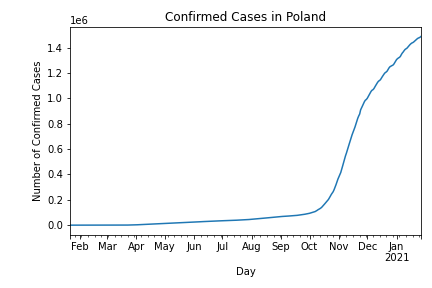 Confirmed Cases in Poland
1e6
Number of Confirmed Cases
1.4
1.2
1.0
0.8
0.6
0.4
0.2
0.0
Feb Mar Apr May Jun Jul Aug Sep Oct Nov Dec Jan
2021
Day